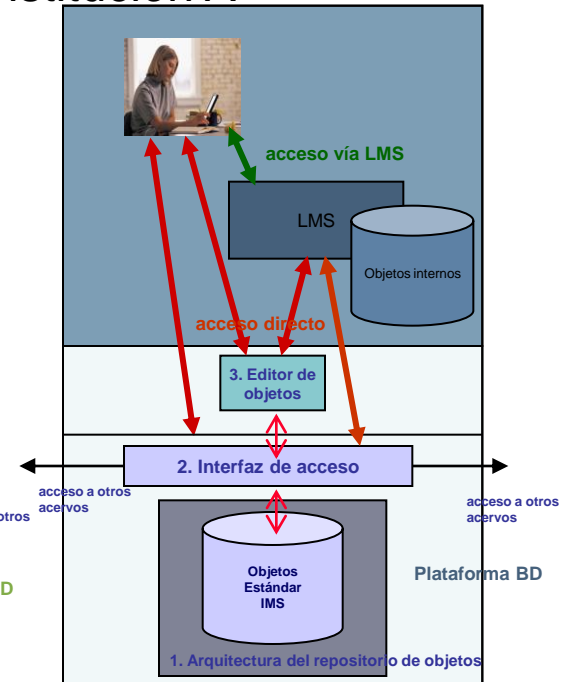 acceso vía LMS
LMS
Objetos internos
acceso directo
3. Editor de
objetos
2. Interfaz de acceso
acceso a otros
acervos
acceso a otros
acervos
otros
Objetos
Estándar
IMS
Plataforma BD
D
1. Arquitectura del repositorio de objetos